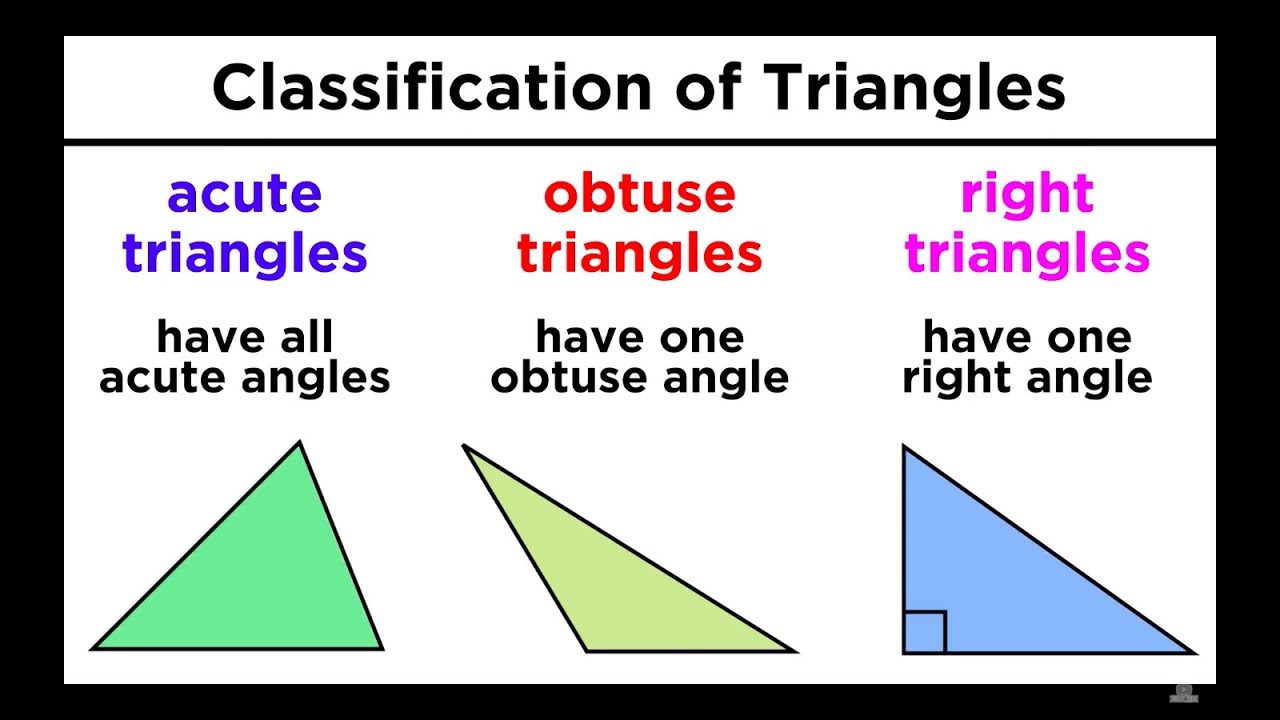 Classification of Triangles
acute
triangles
have all
acute angles
obtuse
triangles
have one
obtuse angle
right
triangles
have one
right angle